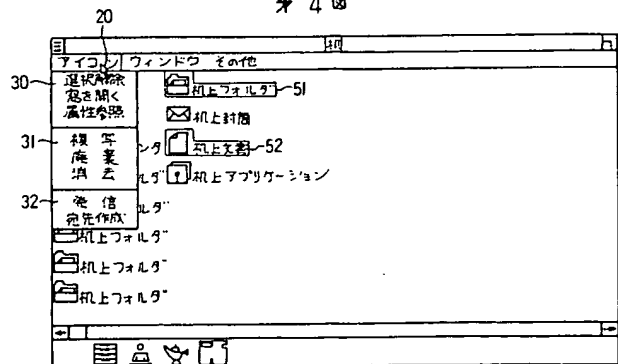 第4図
20
机
アイコン ウィンドウ その他
30
選択解除
窓を開く
属性参照
31
複写
廃棄
消去
32
発信
宛先作成
机上フォルダ 51
机上封筒
ンダ 机上文書 52
ルダ 机上アプリケーション
ルダ
机上フォルダ
机上フォルダ
机上フォルダ